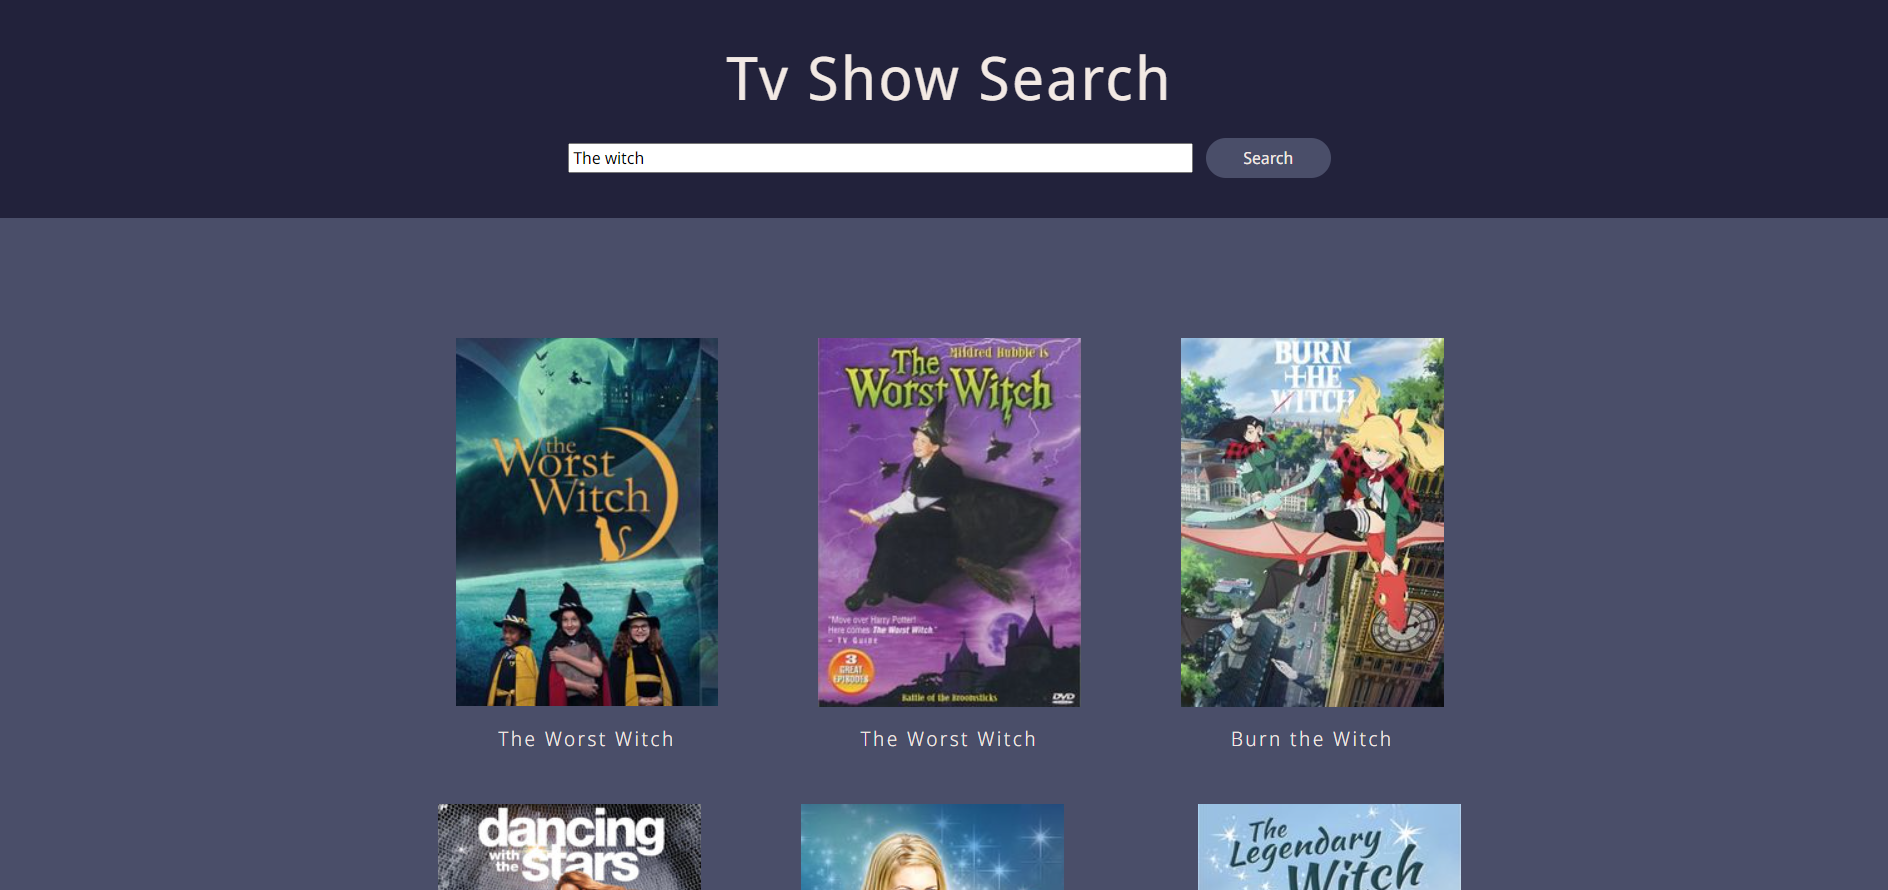 Tv Show Search
The witch
Search
the
Worst
Witch
Mildred Hubble is
The
Worst Witch
"Move over Harry Potter!
Here comes The Worst Witch."
- TV Guide
3
GREAT
EPISODES
Battle of the Broomsticks
DVD
BURN
THE
WITCH
The Worst Witch
The Worst Witch
Burn the Witch
dancing
with the stars
The
Legendary
Witch